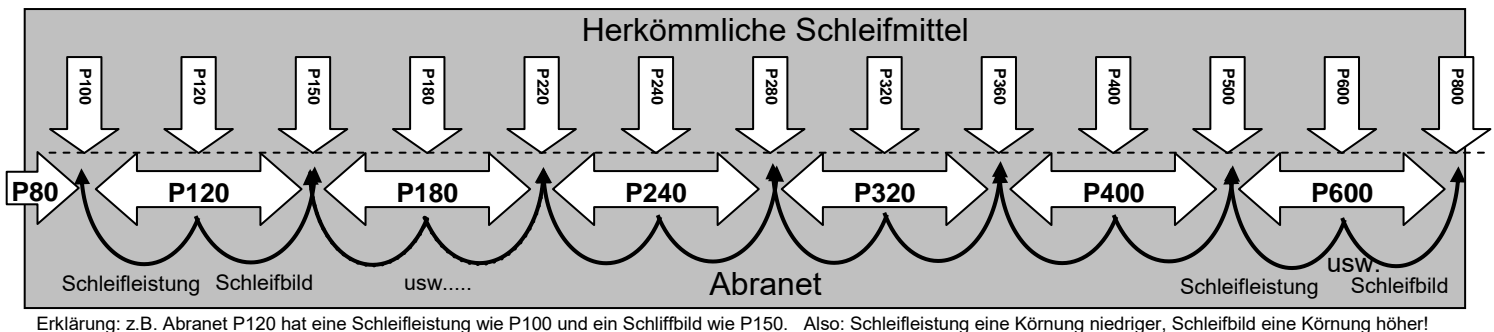 Herkömmliche Schleifmittel
P100 P120 P150 P180 P220 P240 P280 P320 P360 P400 P500 P600 P800
P80 P120 P180 P240 P320 P400 P600
Schleifleistung Schleifbild usw..... Abranet Schleifleistung usw. Schleifbild
Erklärung: z.B. Abranet P120 hat eine Schleifleistung wie P100 und ein Schliffbild wie P150. Also: Schleifleistung eine Körnung niedriger, Schleifbild eine Körnung höher!